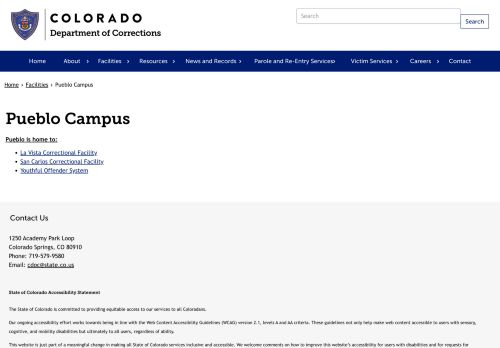 COLORADO
Department of Corrections
Search
Search
Home About Facilities Resources News and Records Parole and Re-Entry Services Victim Services Careers Contact
Home › Facilities › Pueblo Campus
Pueblo Campus
Pueblo is home to:
• La Vista Correctional Facility
• San Carlos Correctional Facility
• Youthful Offender System
Contact Us
1250 Academy Park Loop
Colorado Springs, CO 80910
Phone: 719-579-9580
Email: cdoc@state.co.us
State of Colorado Accessibility Statement
The State of Colorado is committed to providing equitable access to our services to all Coloradans.
Our ongoing accessibility effort works towards being in line with the Web Content Accessibility Guidelines (WCAG) version 2.1, levels A and AA criteria. These guidelines not only help make web content accessible to users with sensory,
cognitive, and mobility disabilities but ultimately to all users, regardless of ability.
This website is just part of a meaningful change in making all State of Colorado services inclusive and accessible. We welcome comments on how to improve this website's accessibility for users with disabilities and for requests for